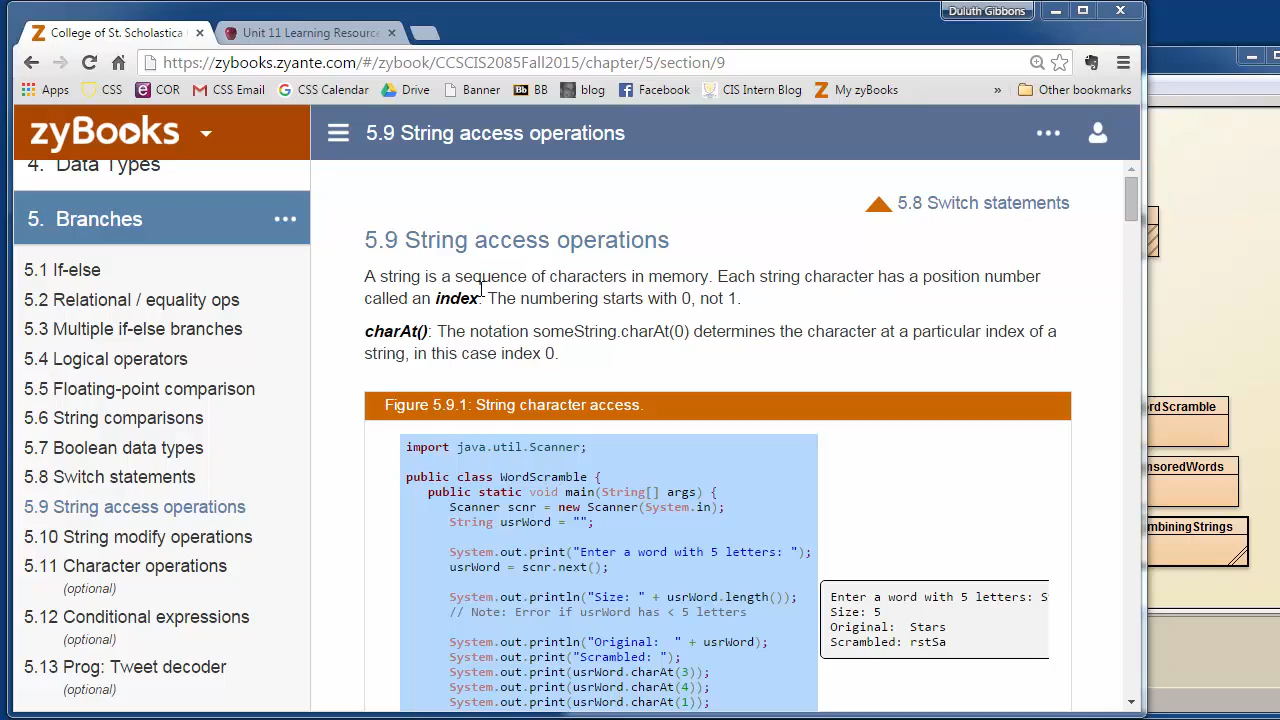 Duluth Gibbons
College of St. Scholastica
Unit 11 Learning Resource
https://zybooks.zyante.com/#/zybook/CCSCIS2085Fall2015/chapter/5/section/9
Apps CSS COR CSS Email CSS Calendar Drive Banner BB blog Facebook CIS Intern Blog My zyBooks » Other bookmarks
zyBooks
5.9 String access operations
4. Data Types
5. Branches
5.1 If-else
5.2 Relational / equality ops
5.3 Multiple if-else branches
5.4 Logical operators
5.5 Floating-point comparison
5.6 String comparisons
5.7 Boolean data types
5.8 Switch statements
5.9 String access operations
5.10 String modify operations
5.11 Character operations
(optional)
5.12 Conditional expressions
(optional)
5.13 Prog: Tweet decoder
(optional)
5.8 Switch statements
5.9 String access operations
A string is a sequence of characters in memory. Each string character has a position number
called an index. The numbering starts with 0, not 1.
charAt(): The notation someString.charAt(0) determines the character at a particular index of a
string, in this case index 0.
Figure 5.9.1: String character access.
import java.util.Scanner;
public class WordScramble {
public static void main(String[] args) {
Scanner scnr = new Scanner(System.in);
String usrWord = "";
System.out.print("Enter a word with 5 letters: ");
usrWord = scnr.next();
System.out.println("Size: " + usrWord.length());
// Note: Error if usrWord has < 5 letters
System.out.println("Original:  " + usrWord);
System.out.print("Scrambled: ");
System.out.print(usrWord.charAt(3));
System.out.print(usrWord.charAt(4));
System.out.print(usrWord.charAt(1));
Enter a word with 5 letters: S
Size: 5
Original:  Stars
Scrambled: rstSa
rdScramble
nsoredWords
mbiningStrings